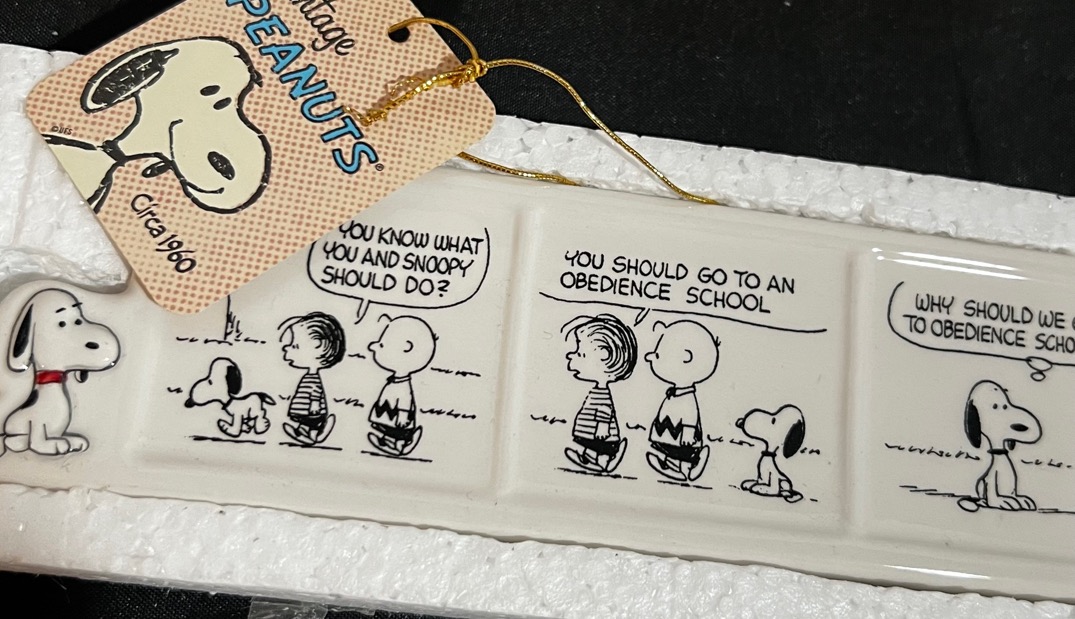 PEANUTS®
©UFS
Circa 1960
YOU KNOW WHAT
YOU AND SNOOPY
SHOULD DO?
YOU SHOULD GO TO AN
OBEDIENCE SCHOOL
WHY SHOULD WE
TO OBEDIENCE